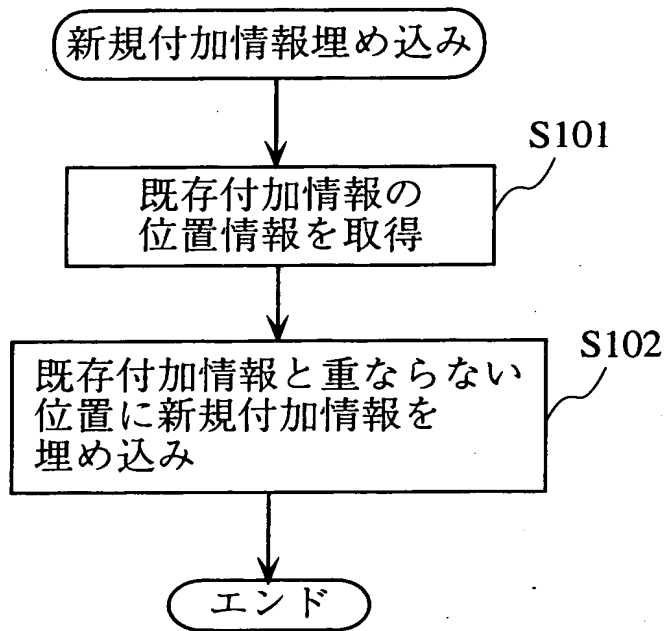 新規付加情報埋め込み
S101
既存付加情報の
位置情報を取得
S102
既存付加情報と重ならない
位置に新規付加情報を
埋め込み
エンド